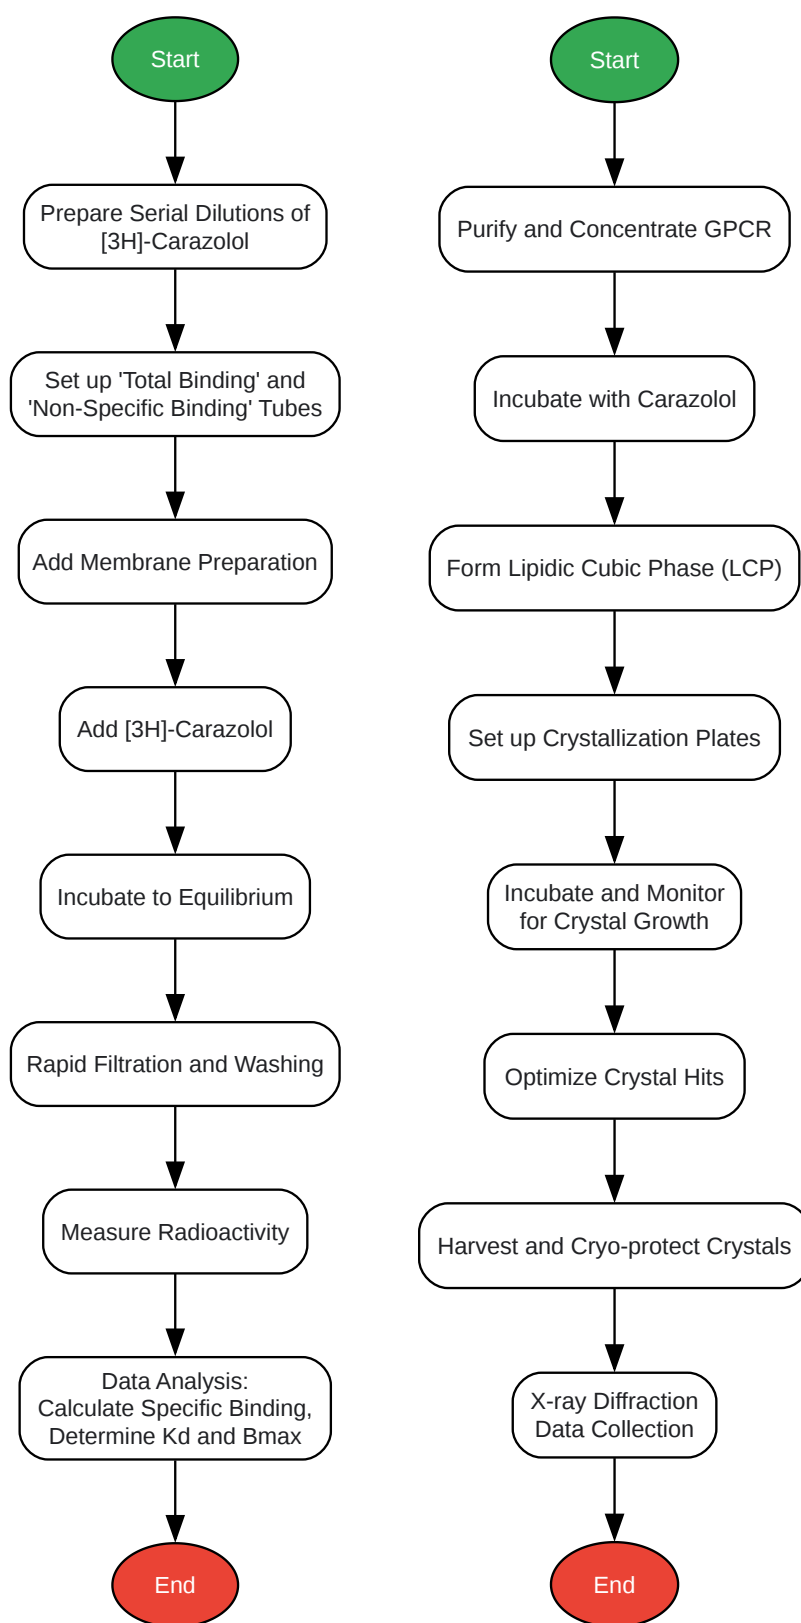 Start
Prepare Serial Dilutions of
[3H]-Carazolol
Set up 'Total Binding' and
'Non-Specific Binding' Tubes
Add Membrane Preparation
Add [3H]-Carazolol
Incubate to Equilibrium
Rapid Filtration and Washing
Measure Radioactivity
Data Analysis:
Calculate Specific Binding,
Determine Kd and Bmax
End
Start
Purify and Concentrate GPCR
Incubate with Carazolol
Form Lipidic Cubic Phase (LCP)
Set up Crystallization Plates
Incubate and Monitor
for Crystal Growth
Optimize Crystal Hits
Harvest and Cryo-protect Crystals
X-ray Diffraction
Data Collection
End